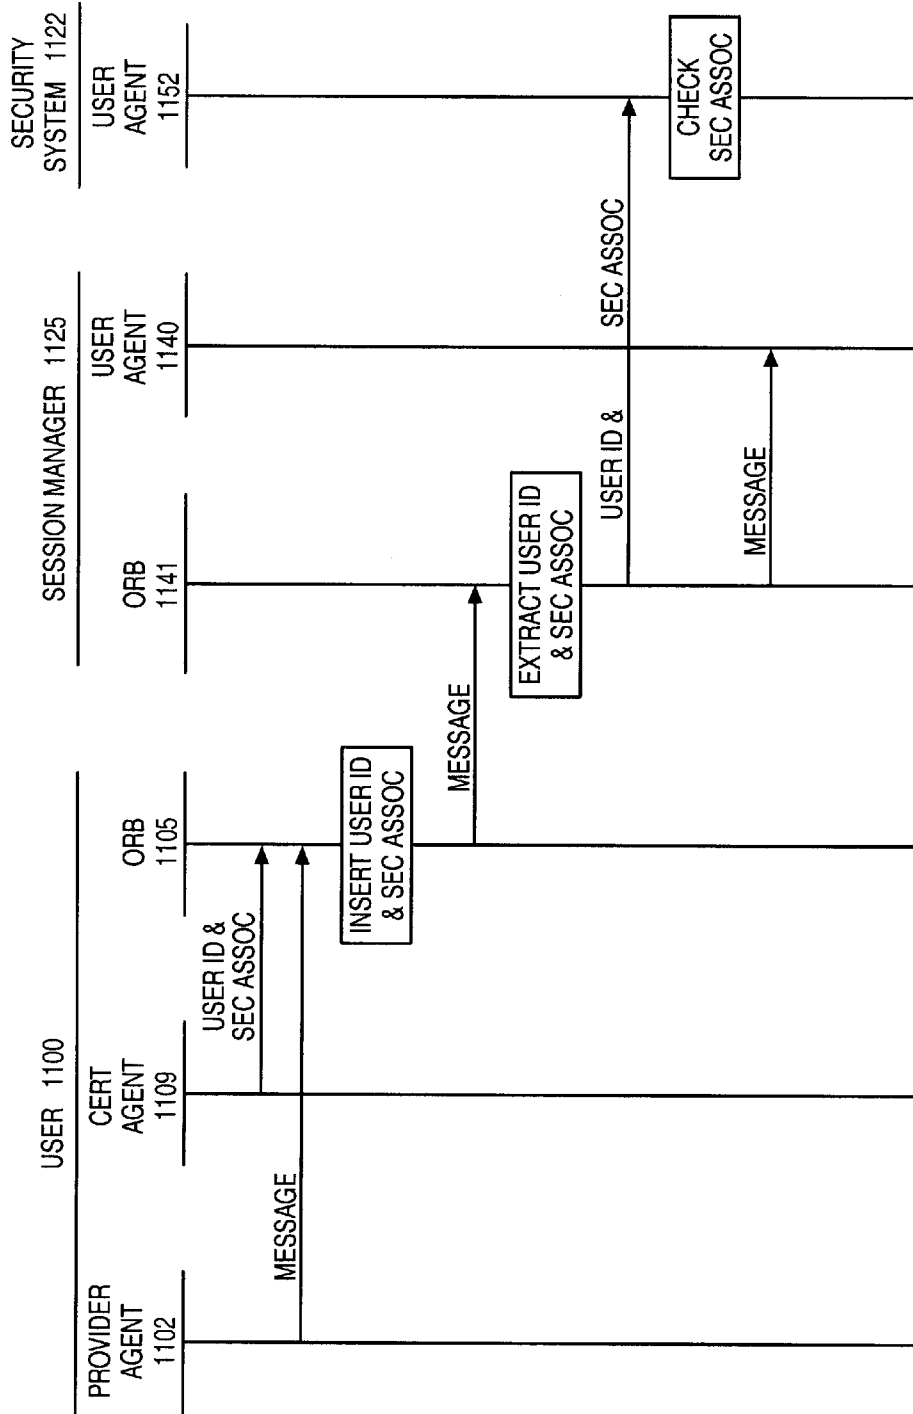 USER 1100
SESSION MANAGER 1125
SECURITY
SYSTEM 1122
PROVIDER
AGENT
1102
CERT
AGENT
1109
ORB
1105
ORB
1141
USER
AGENT
1140
USER
AGENT
1152
USER ID &
SEC ASSOC
MESSAGE
INSERT USER ID
& SEC ASSOC
MESSAGE
EXTRACT USER ID
& SEC ASSOC
USER ID & SEC ASSOC
CHECK
SEC ASSOC
MESSAGE